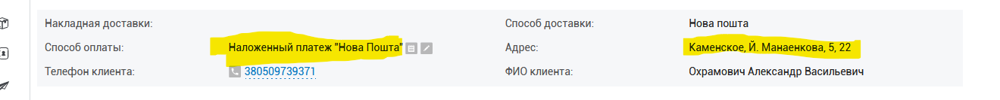 Накладная доставки: Способ доставки: Нова пошта
Способ оплаты: Наложенный платеж "Нова Пошта" Адрес: Каменское, Й. Манаенкова, 5, 22
Телефон клиента: 380509739371 ФИО клиента: Охрамович Александр Васильевич